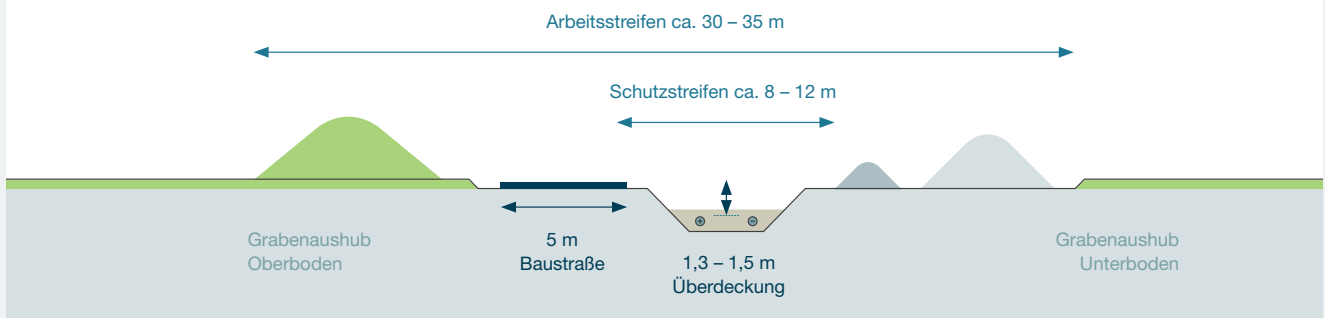 Arbeitsstreifen ca. 30 – 35 m
Schutzstreifen ca. 8 – 12 m
+
–
Grabenaushub
Oberboden
5 m
Baustraße
1,3 – 1,5 m
Überdeckung
Grabenaushub
Unterboden